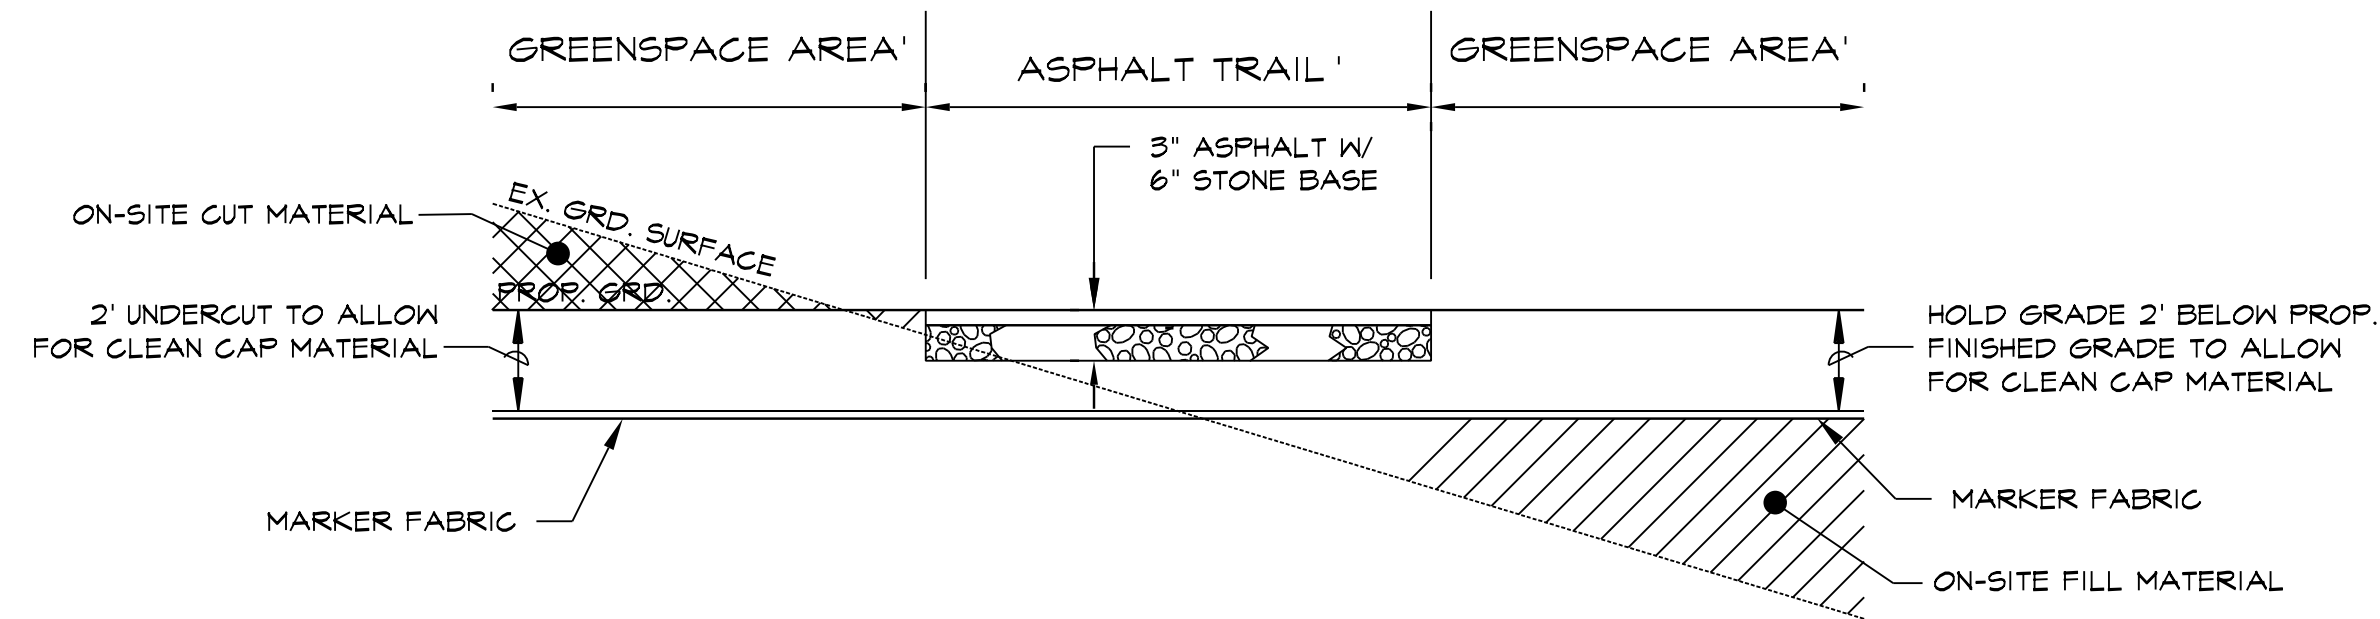 GREENSPACE AREA'
ASPHALT TRAIL '
GREENSPACE AREA'
' '
3" ASPHALT W/
6" STONE BASE
ON-SITE CUT MATERIAL
EX. GRD. SURFACE
PROP. GRD.
2' UNDERCUT TO ALLOW
FOR CLEAN CAP MATERIAL
HOLD GRADE 2' BELOW PROP.
FINISHED GRADE TO ALLOW
FOR CLEAN CAP MATERIAL
MARKER FABRIC
MARKER FABRIC
ON-SITE FILL MATERIAL